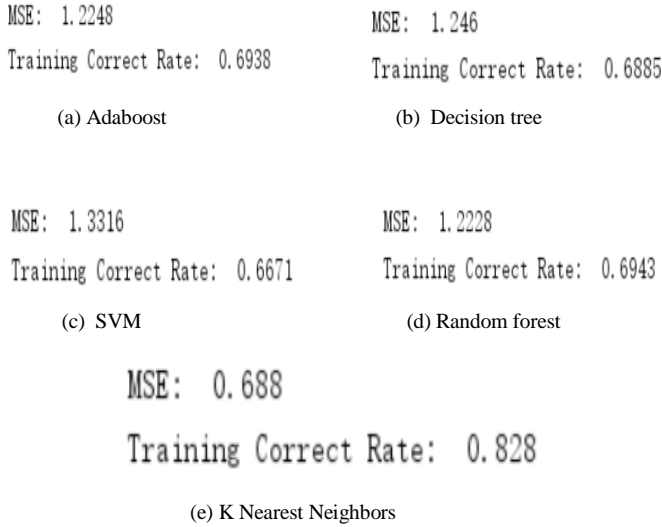 MSE: 1.2248
Training Correct Rate: 0.6938
(a) Adaboost
MSE: 1.246
Training Correct Rate: 0.6885
(b) Decision tree
MSE: 1.3316
Training Correct Rate: 0.6671
(c) SVM
MSE: 1.2228
Training Correct Rate: 0.6943
(d) Random forest
MSE: 0.688
Training Correct Rate: 0.828
(e) K Nearest Neighbors